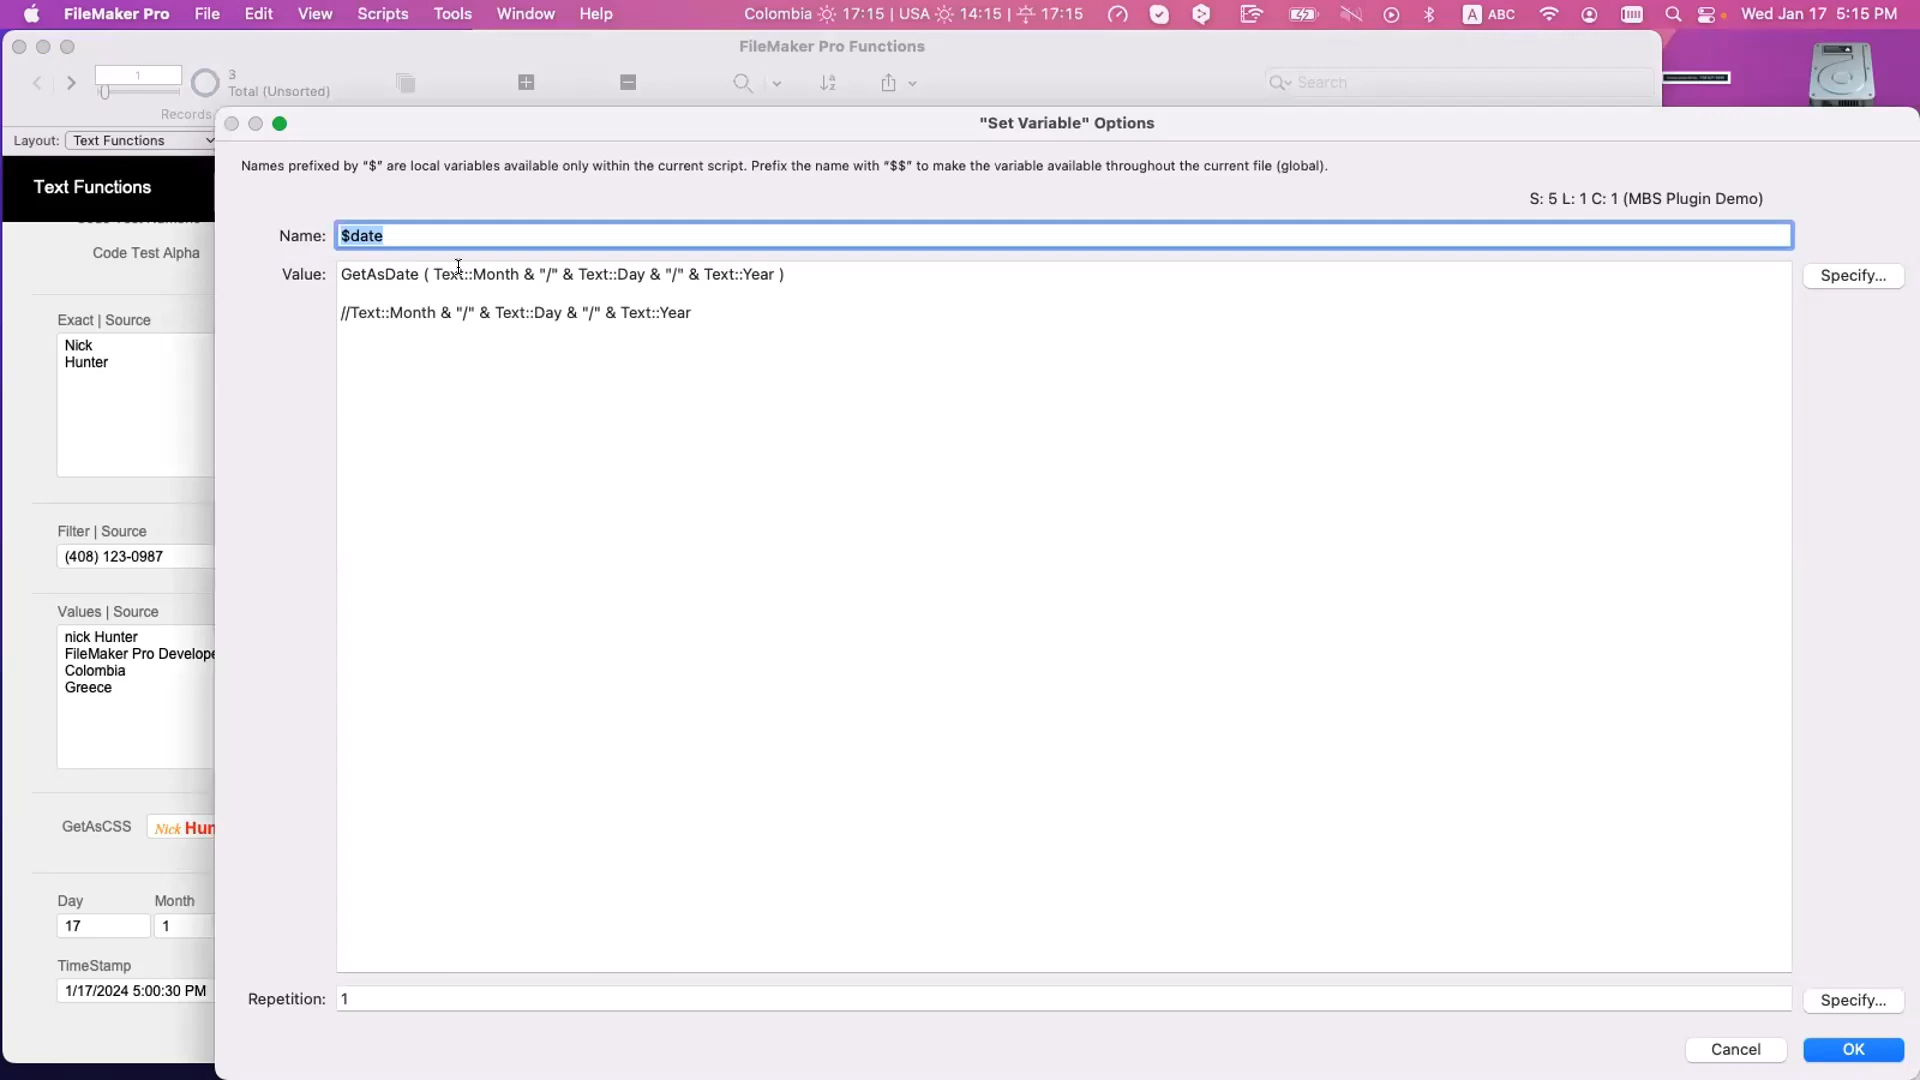 FileMaker Pro File Edit View Scripts Tools Window Help Colombia 17:15 | USA 14:15 | 17:15 A ABC Wed Jan 17 5:15 PM
FileMaker Pro Functions
1
3
Total (Unsorted)
Search
Records
Layout: Text Functions
"Set Variable" Options
Names prefixed by "$" are local variables available only within the current script. Prefix the name with "$$" to make the variable available throughout the current file (global).
Text Functions
S: 5 L: 1 C: 1 (MBS Plugin Demo)
Name: $date
Code Test Alpha
Value: GetAsDate ( Text::Month & "/" & Text::Day & "/" & Text::Year )
Specify...
//Text::Month & "/" & Text::Day & "/" & Text::Year
Exact | Source
Nick
Hunter
Filter | Source
(408) 123-0987
Values | Source
nick Hunter
FileMaker Pro Develope
Colombia
Greece
GetAsCSS Nick Hun
Day Month
17 1
TimeStamp
1/17/2024 5:00:30 PM
Repetition: 1
Specify...
Cancel OK